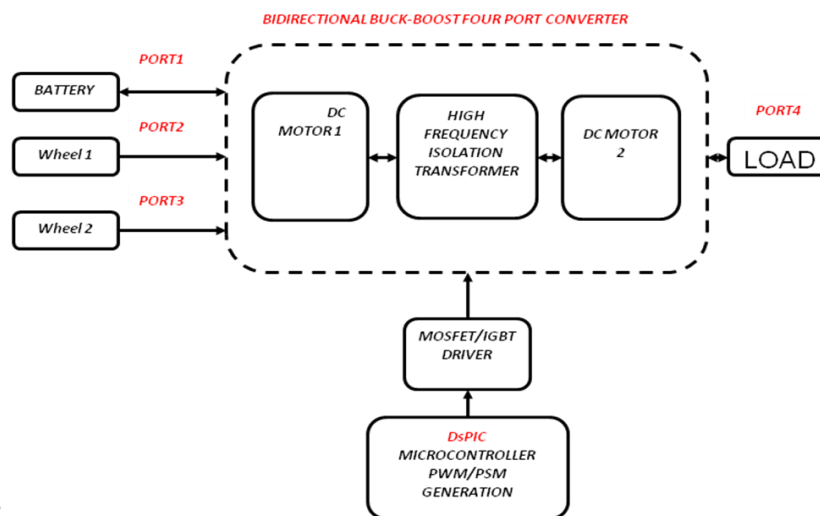 BIDIRECTIONAL BUCK-BOOST FOUR PORT CONVERTER
PORT1
BATTERY
PORT2
Wheel 1
PORT3
Wheel 2
DC
MOTOR 1
HIGH
FREQUENCY
ISOLATION
TRANSFORMER
DC MOTOR
2
PORT4
LOAD
MOSFET/IGBT
DRIVER
DsPIC
MICROCONTROLLER
PWM/PSM
GENERATION